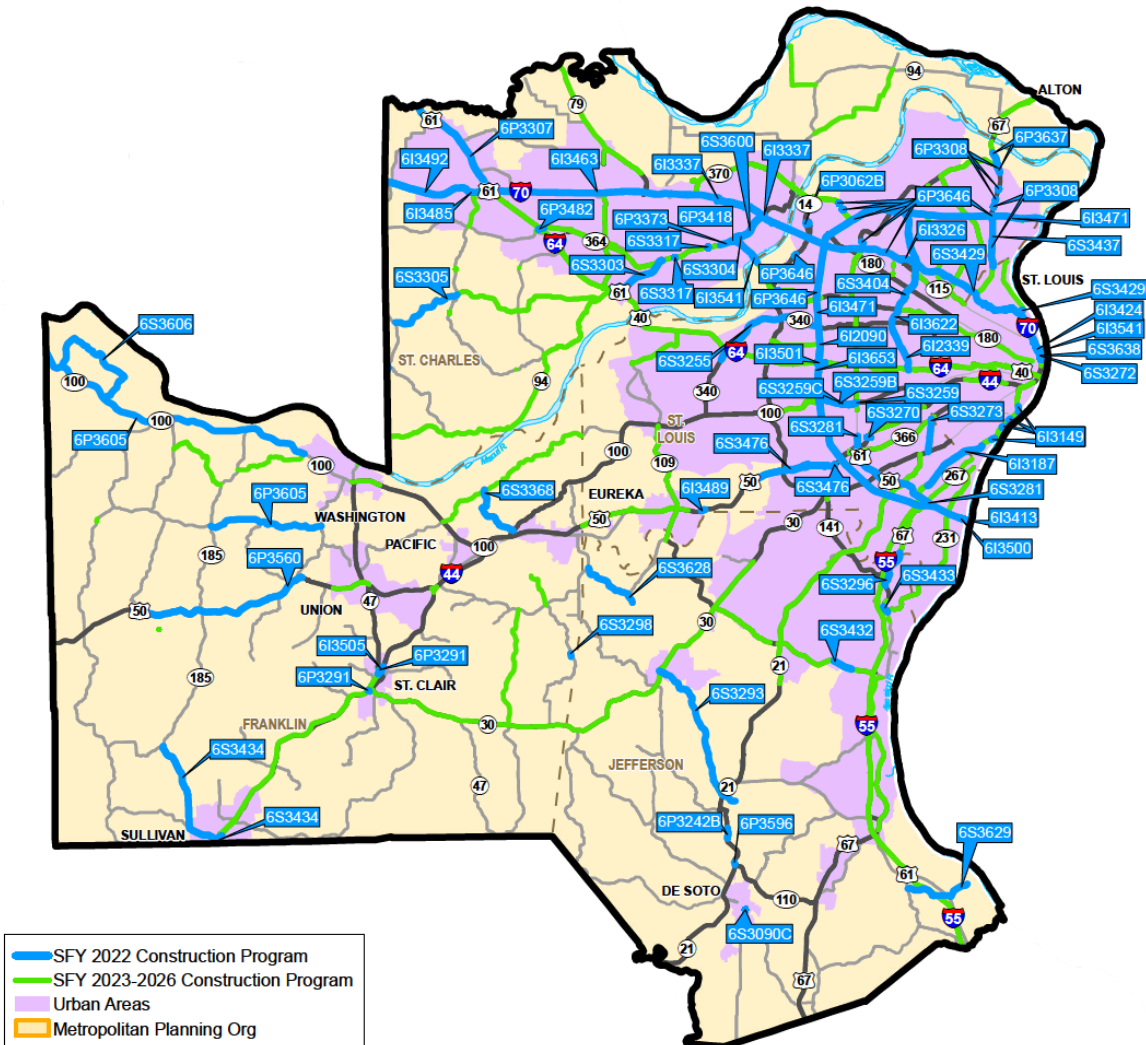 94
ALTON
79
67
61
6P3307
6S3600
6I3337
6P3637
6P3308
6I3492
6I3463
6I3337
370
6P3062B
6P3308
61
70
14
6P3646
6I3485
6P3482
6P3418
6I3471
6P3373
6I3326
364
6S3317
180
6S3437
64
6S3303
6S3304
6P3646
6S3429
6S3305
6S3404
115
ST. LOUIS
6S3317
6I3541
6P3646
6S3429
61
6S3606
40
340
6I3471
6I3622
70
6I3424
180
6I3541
ST. CHARLES
64
6I2090
6I2339
6S3638
6S3255
6I3501
6I3653
64
40
6S3272
100
94
340
44
6S3259C
6S3259B
6S3259
6P3605
100
ST.
LOUIS
100
6S3270
6S3273
6S3281
366
6I3149
100
100
109
6S3476
61
6I3187
Missouri
50
50
267
6P3605
6S3368
EUREKA
6I3489
6S3476
6S3281
WASHINGTON
50
30
141
6I3413
185
PACIFIC
100
67
231
6I3500
6P3560
44
55
6S3628
6S3296
6S3433
50
UNION
47
6S3298
30
6S3432
6I3505
6P3291
21
185
6P3291
ST. CLAIR
6S3293
FRANKLIN
30
55
6S3434
JEFFERSON
47
21
6S3434
6P3242B
6P3596
SULLIVAN
67
6S3629
61
DE SOTO
110
55
6S3090C
21
67
SFY 2022 Construction Program
SFY 2023-2026 Construction Program
Urban Areas
Metropolitan Planning Org